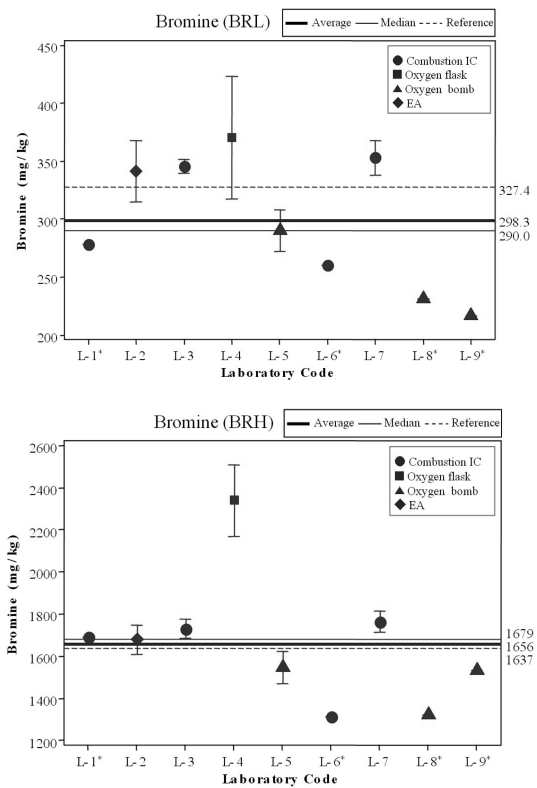 Bromine (BRL)
Average Median Reference
450
400
350
300
250
200
Bromine (mg/kg)
Combustion IC
Oxygen flask
Oxygen bomb
EA
327.4
298.3
290.0
L-1* L-2 L-3 L-4 L-5 L-6* L-7 L-8* L-9*
Laboratory Code
Bromine (BRH)
Average Median Reference
2600
2400
2200
2000
1800
1600
1400
1200
Bromine (mg/kg)
Combustion IC
Oxygen flask
Oxygen bomb
EA
1679
1656
1637
L-1* L-2 L-3 L-4 L-5 L-6* L-7 L-8* L-9*
Laboratory Code